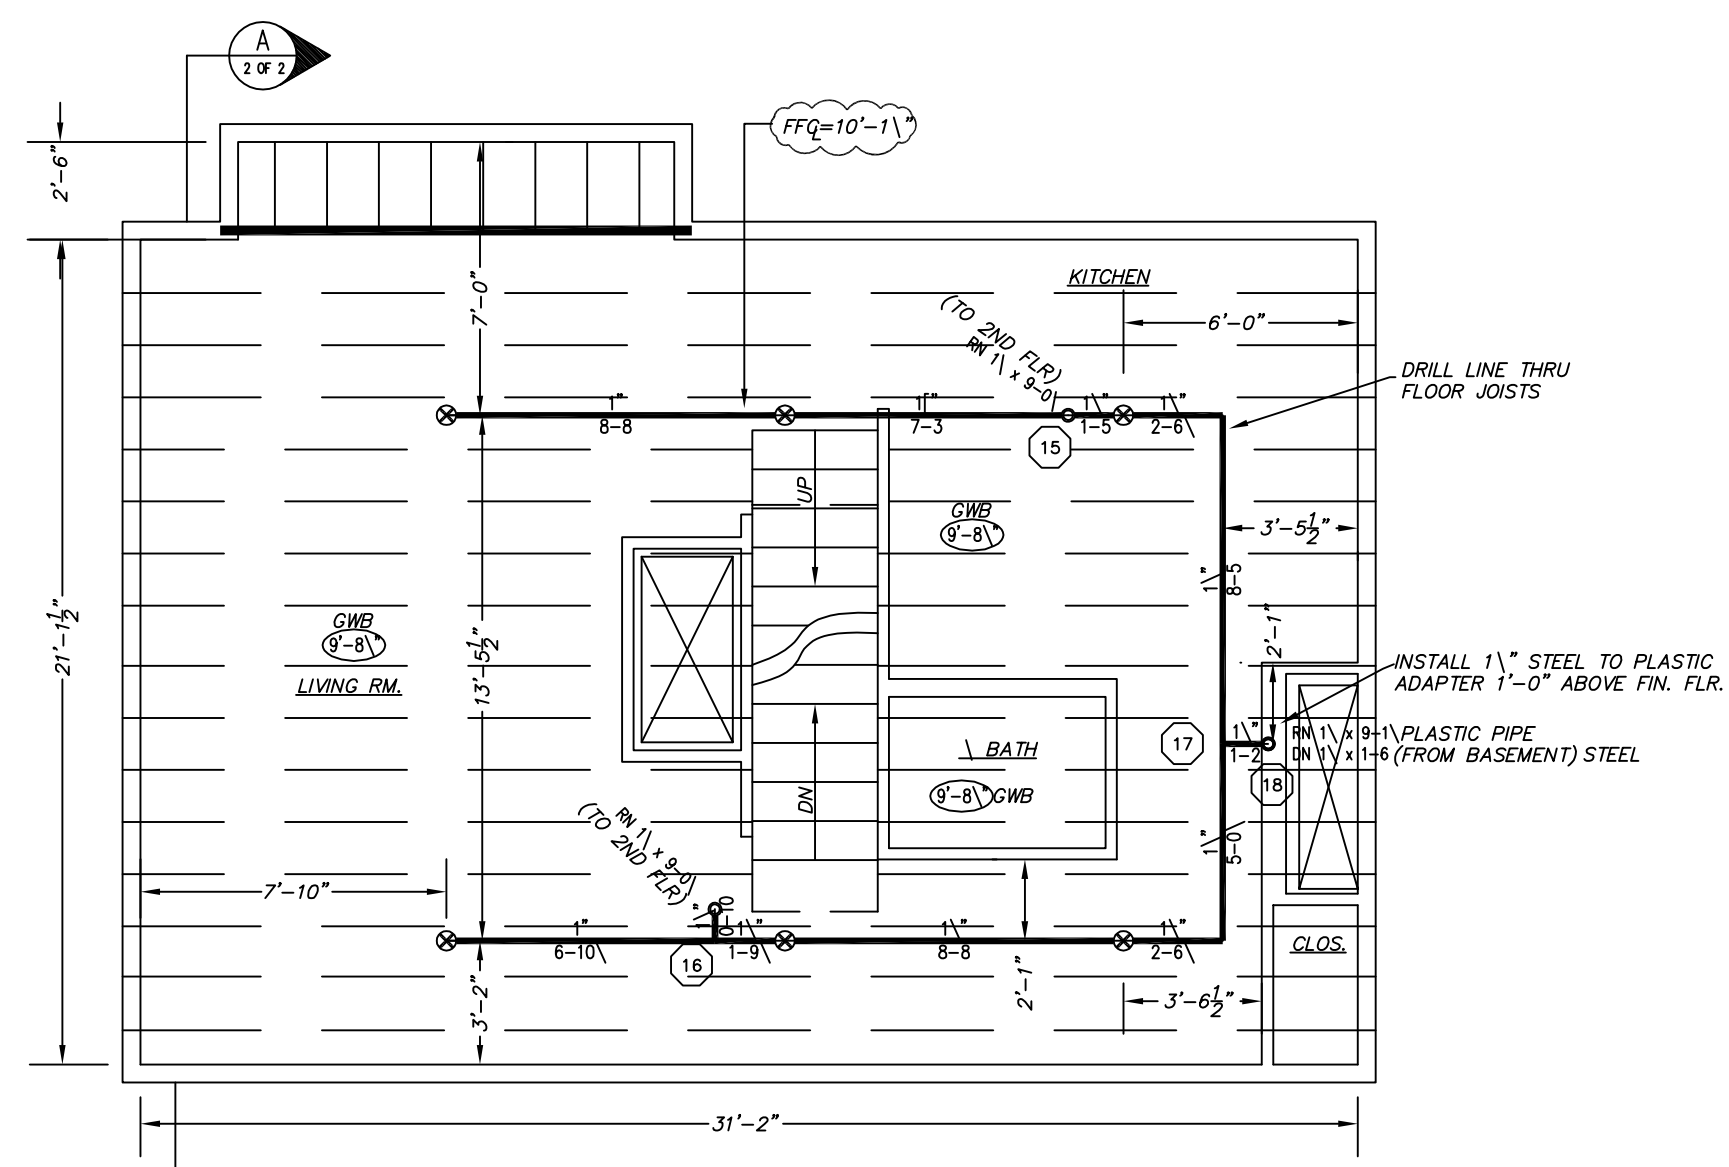 A
2 OF 2
FFC̲L=10'-1\"
2'-6"
7'-0"
KITCHEN
6'-0"
(TO 2ND FLR)
RN 1\ x 9-0\
DRILL LINE THRU
FLOOR JOISTS
1"
8-8
1"
7-3
1\"
1-5
1\"
2-6\
15
UP
GWB
9'-8\"
3'-5 1/2"
1\"
8-5
2'-1"
21'-1 1/2"
GWB
9'-8\"
LIVING RM.
13'-5 1/2"
INSTALL 1\" STEEL TO PLASTIC
ADAPTER 1'-0" ABOVE FIN. FLR.
17
1\"
1-2
RN 1\ x 9-1\ PLASTIC PIPE
DN 1\ x 1-6 (FROM BASEMENT) STEEL
18
\ BATH
9'-8\" GWB
DN
1\"
5-0
RN 1\ x 9-0\
(TO 2ND FLR)
7'-10"
1\"
0-10
1"
6-10\
1\"
1-9\
1\"
8-8
1\"
2-6\
16
CLOS.
3'-2"
2'-1"
3'-6 1/2"
31'-2"